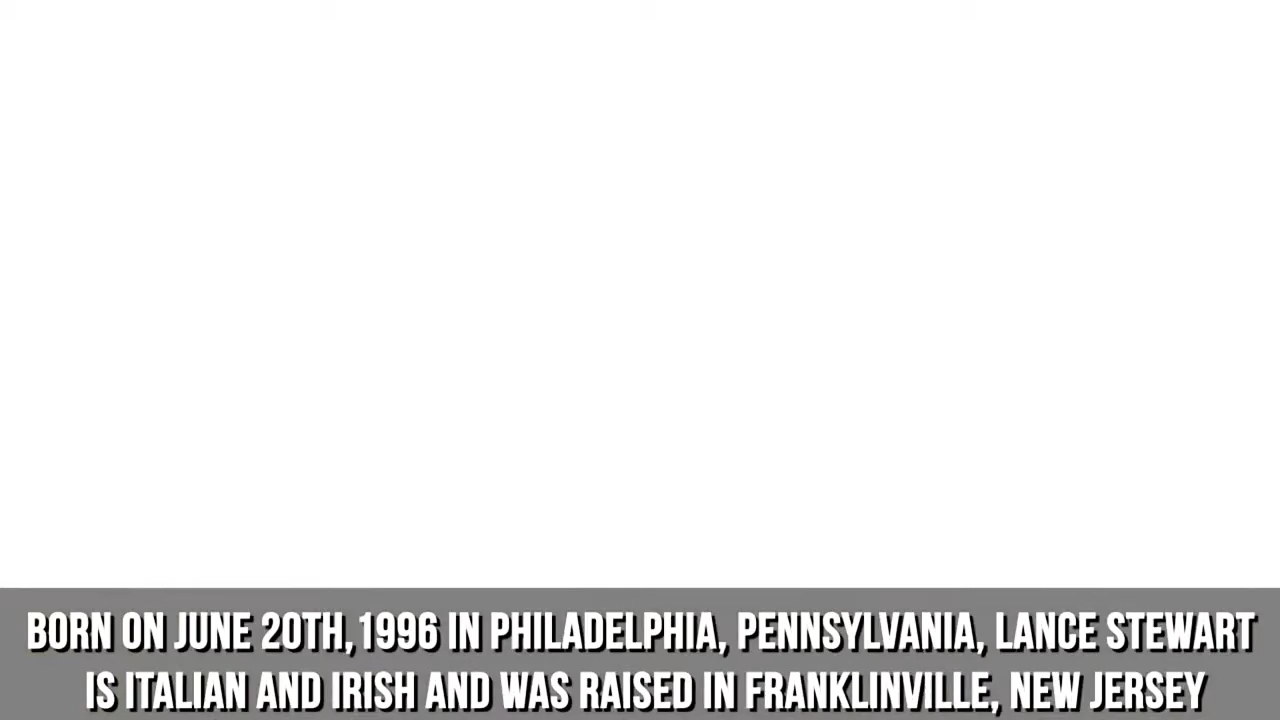 BORN ON JUNE 20TH, 1996 IN PHILADELPHIA, PENNSYLVANIA, LANCE STEWART
IS ITALIAN AND IRISH AND WAS RAISED IN FRANKLINVILLE, NEW JERSEY